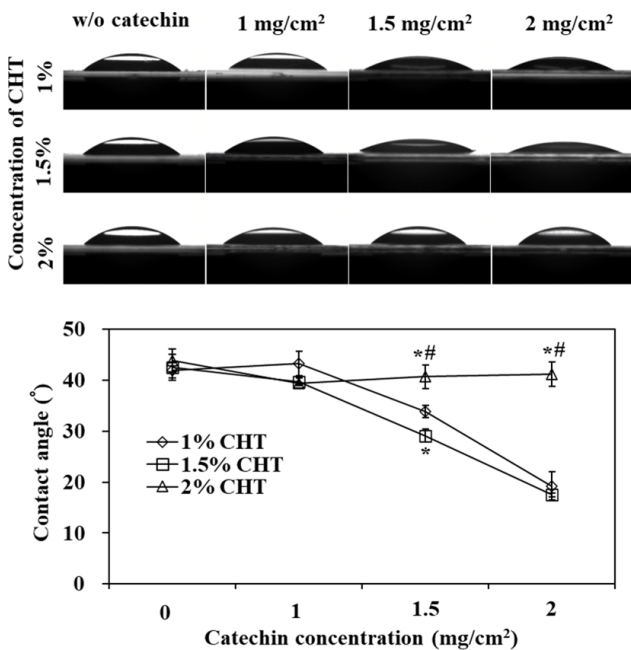 w/o catechin 1 mg/cm² 1.5 mg/cm² 2 mg/cm²
Concentration of CHT
1%
1.5%
2%
50
40
30
20
10
0
Contact angle (°)
*#
*#
*
1% CHT
1.5% CHT
2% CHT
0 1 1.5 2
Catechin concentration (mg/cm²)